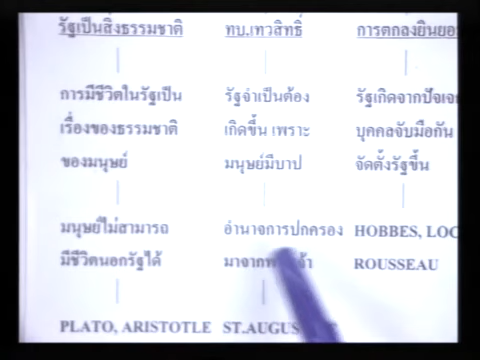 รัฐเป็นสิ่งธรรมชาติ
การมีชีวิตในรัฐเป็น
เรื่องของธรรมชาติ
ของมนุษย์
มนุษย์ไม่สามารถ
มีชีวิตนอกรัฐได้
PLATO, ARISTOTLE
ทบ.เทวสิทธิ์
รัฐจำเป็นต้อง
เกิดขึ้น เพราะ
มนุษย์มีบาป
อำนาจการปกครอง
มาจาก
ST.AUGUS
การตกลงยินยอ
รัฐเกิดจากปัจเจ
บุคคลจับมือกัน
จัดตั้งรัฐขึ้น
HOBBES, LOC
ROUSSEAU